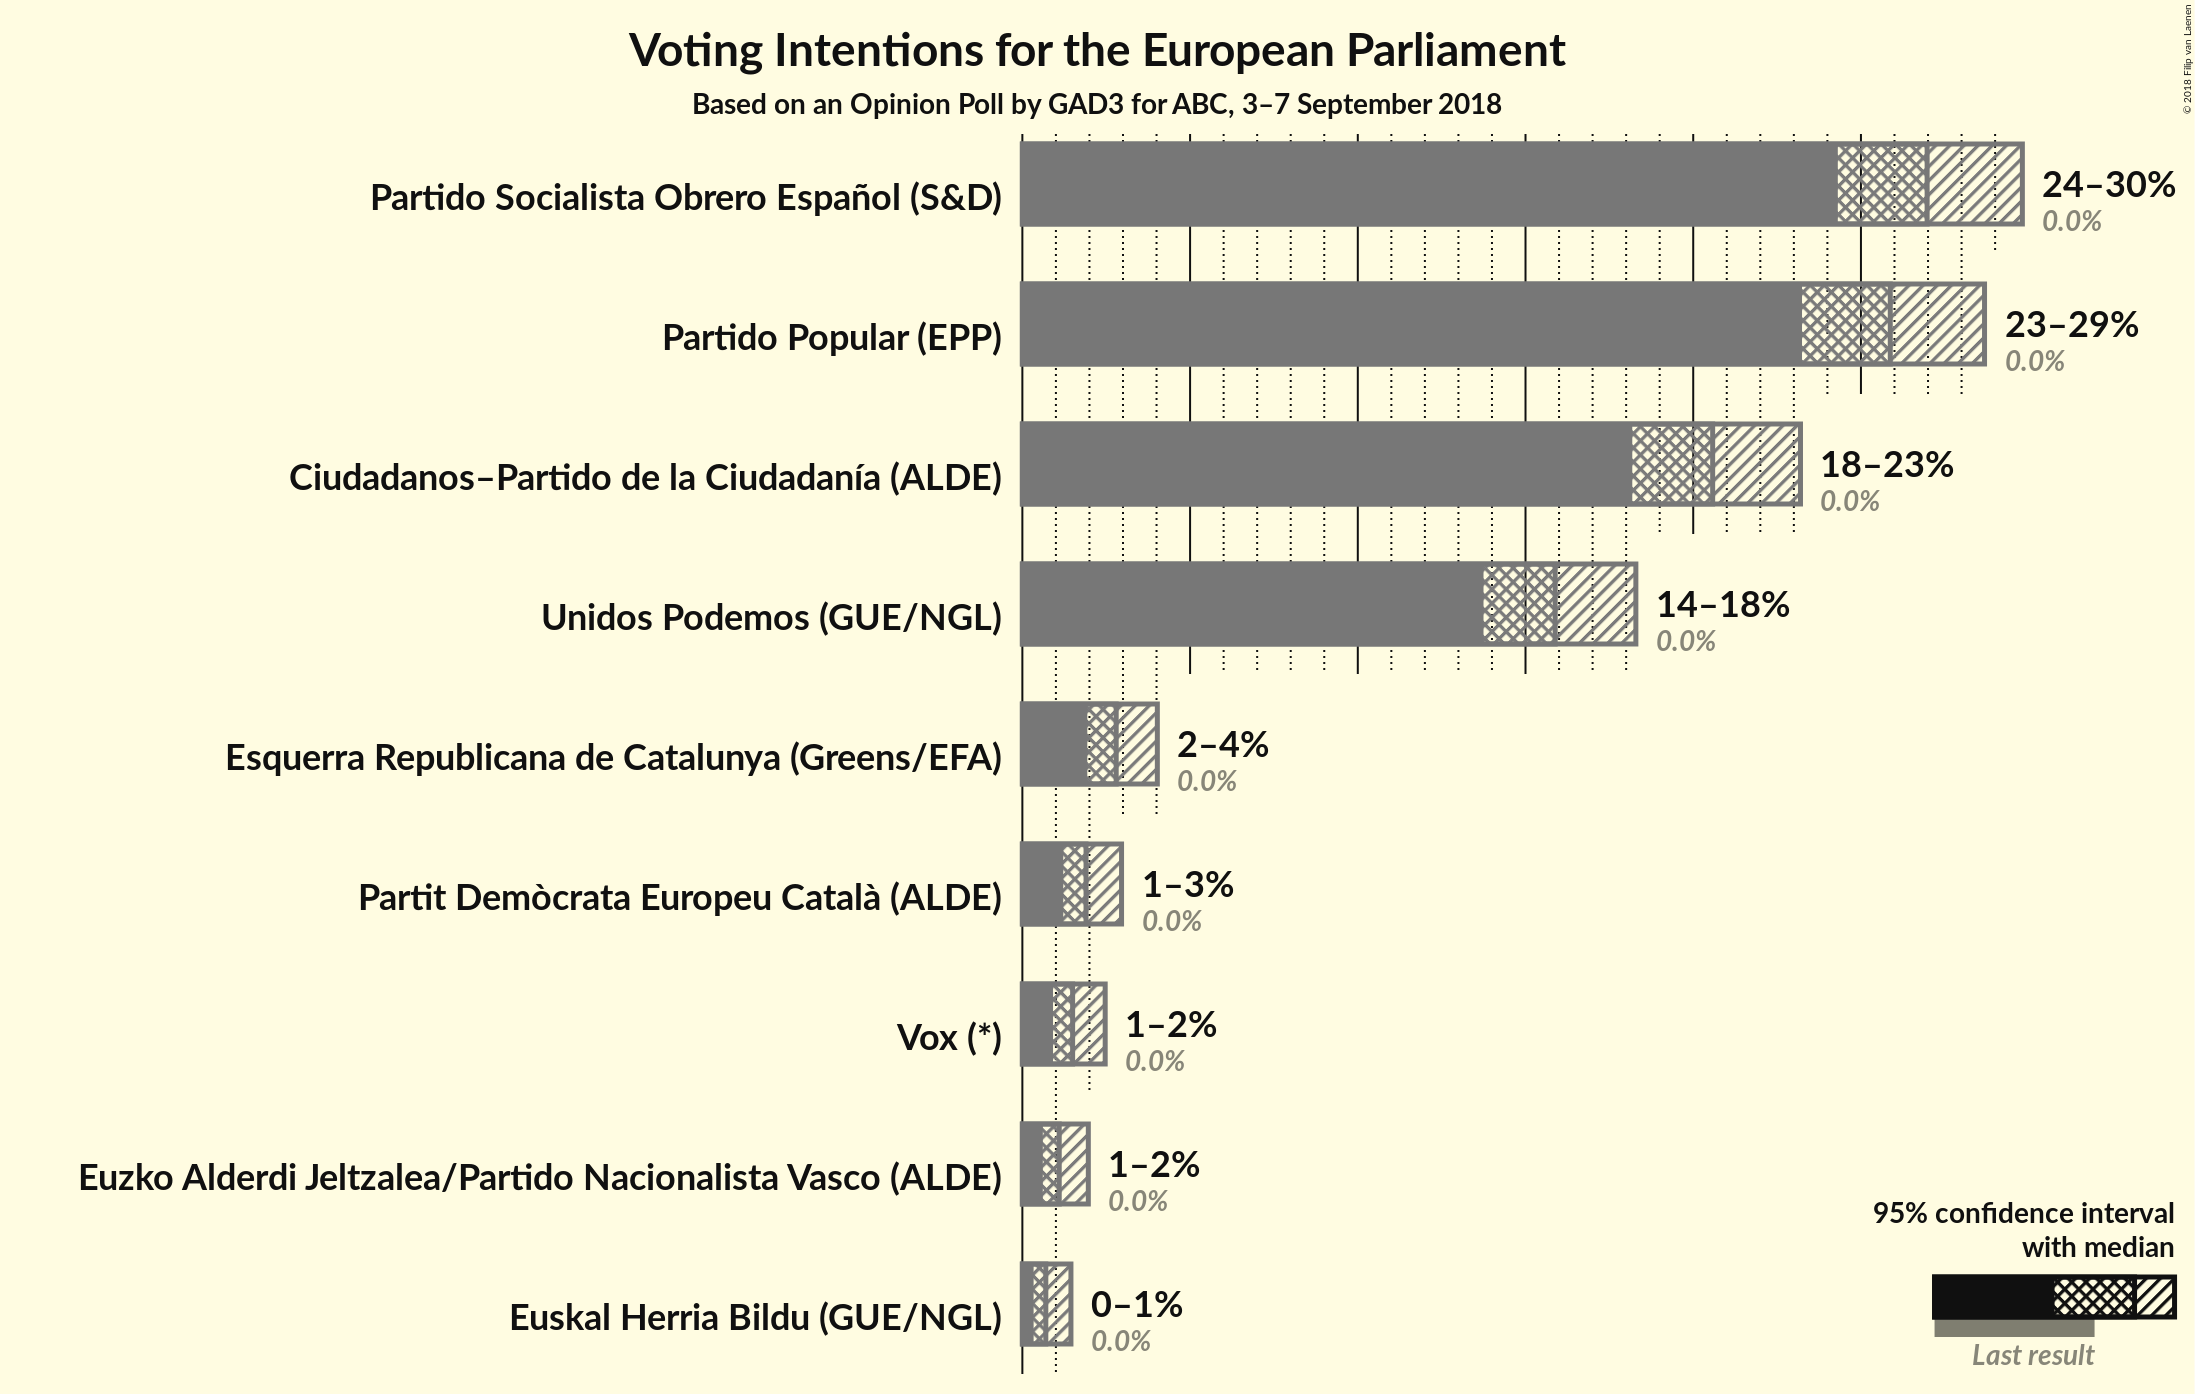 Voting Intentions for the European Parliament
Based on an Opinion Poll by GAD3 for ABC, 3–7 September 2018
© 2018 Filip van Laenen
Partido Socialista Obrero Español (S&D)
24–30%
0.0%
Partido Popular (EPP)
23–29%
0.0%
Ciudadanos–Partido de la Ciudadanía (ALDE)
18–23%
0.0%
Unidos Podemos (GUE/NGL)
14–18%
0.0%
Esquerra Republicana de Catalunya (Greens/EFA)
2–4%
0.0%
Partit Demòcrata Europeu Català (ALDE)
1–3%
0.0%
Vox (*)
1–2%
0.0%
Euzko Alderdi Jeltzalea/Partido Nacionalista Vasco (ALDE)
1–2%
0.0%
Euskal Herria Bildu (GUE/NGL)
0–1%
0.0%
95% confidence interval
with median
Last result